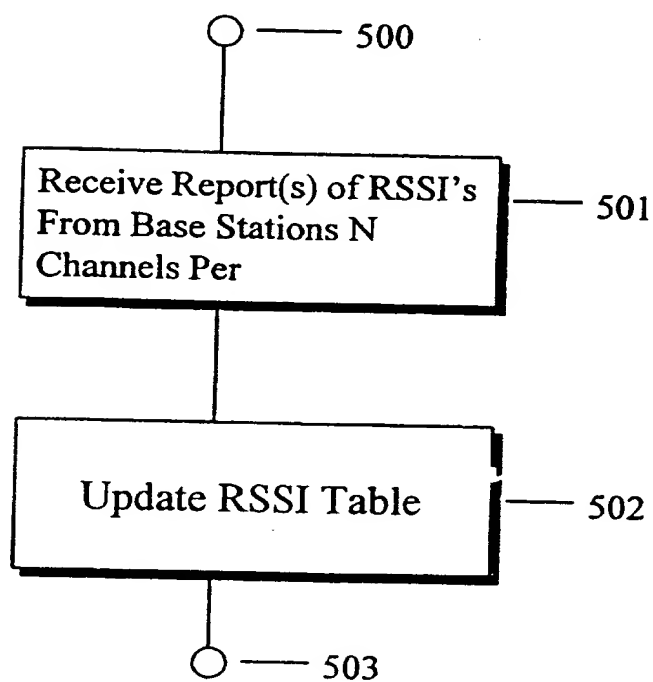 500
Receive Report(s) of RSSI's
From Base Stations N
Channels Per
501
Update RSSI Table
502
503